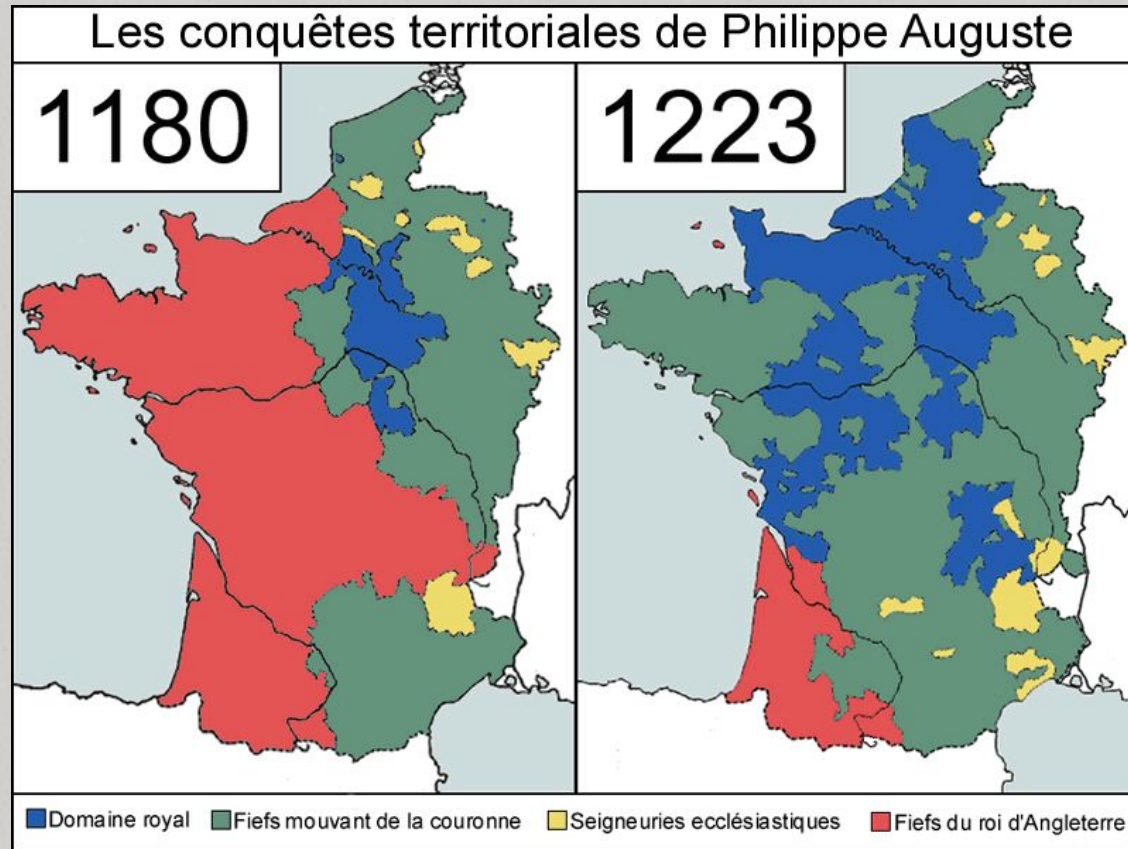 Les conquêtes territoriales de Philippe Auguste
1180
1223
Domaine royal
Fiefs mouvant de la couronne
Seigneuries ecclésiastiques
Fiefs du roi d'Angleterre